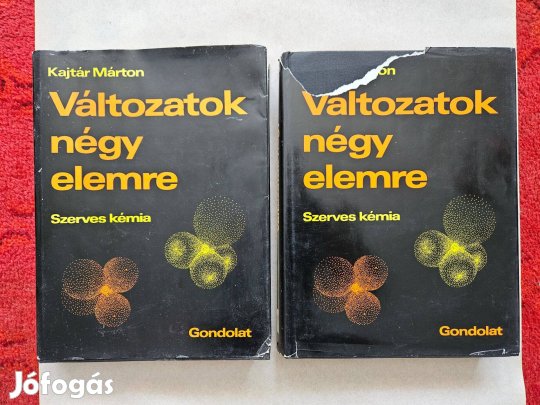 Kajtár Márton
Változatok
négy
elemre
Szerves kémia
Gondolat
Változatok
négy
elemre
Szerves kémia
Gondolat
Jófogás